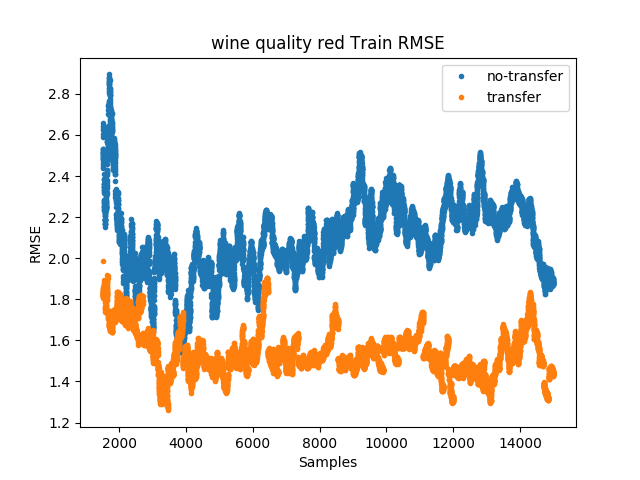 wine quality red Train RMSE
no-transfer
transfer
RMSE
2.8
2.6
2.4
2.2
2.0
1.8
1.6
1.4
1.2
2000 4000 6000 8000 10000 12000 14000
Samples